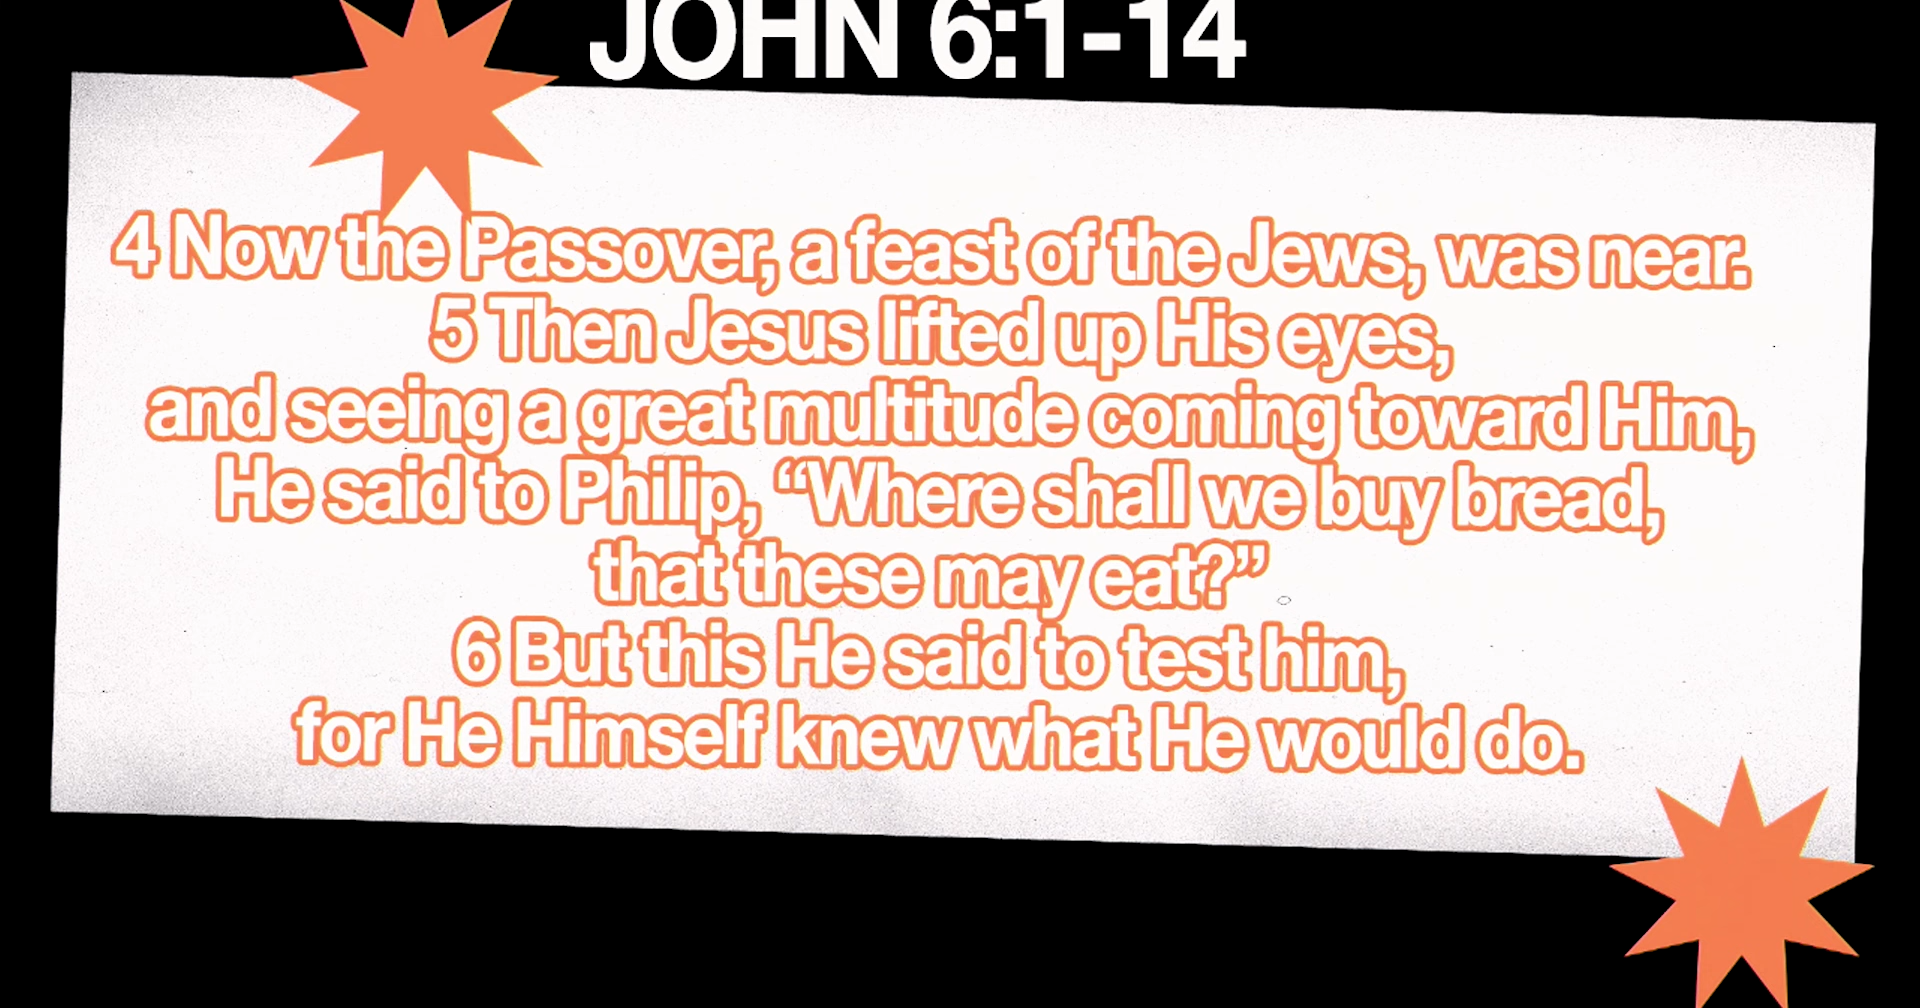 JOHN 6:1-14
4 Now the Passover, a feast of the Jews, was near.
5 Then Jesus lifted up His eyes,
and seeing a great multitude coming toward Him,
He said to Philip, “Where shall we buy bread,
that these may eat?”
6 But this He said to test him,
for He Himself knew what He would do.